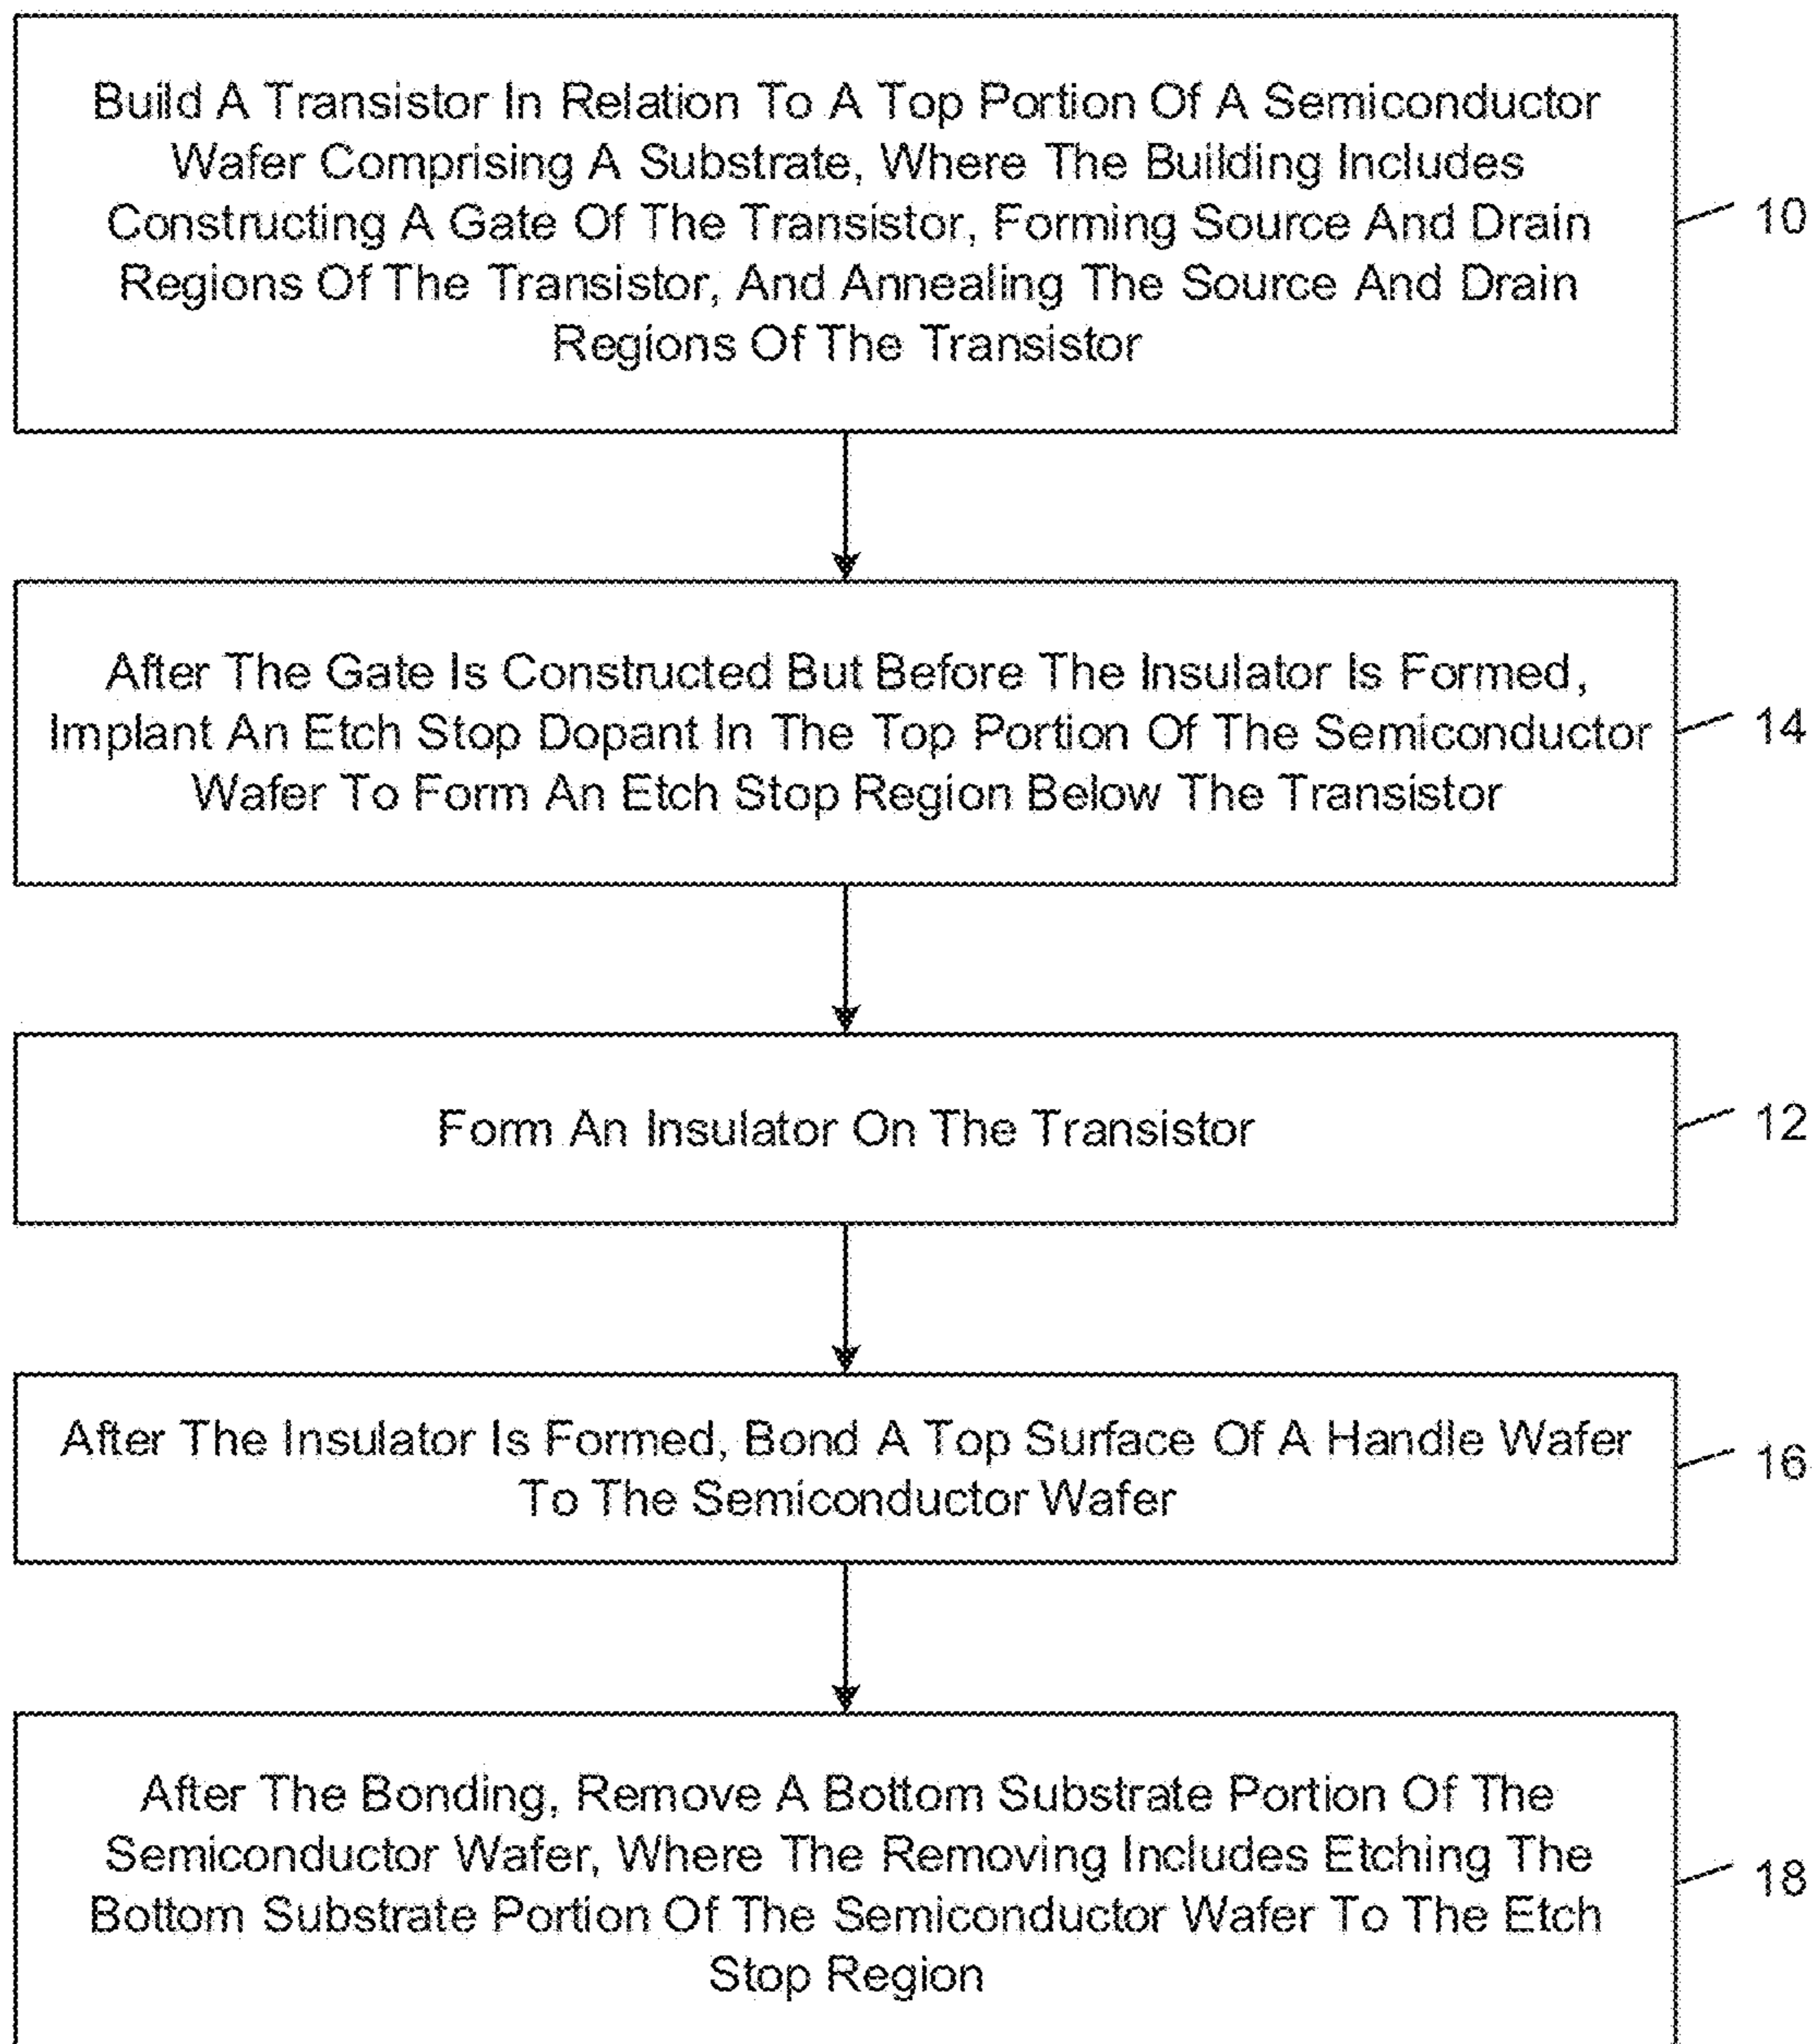 Build A Transistor In Relation To A Top Portion Of A Semiconductor
Wafer Comprising A Substrate, Where The Building Includes
Constructing A Gate Of The Transistor, Forming Source And Drain
Regions Of The Transistor, And Annealing The Source And Drain
Regions Of The Transistor
10
After The Gate Is Constructed But Before The Insulator Is Formed,
Implant An Etch Stop Dopant In The Top Portion Of The Semiconductor
Wafer To Form An Etch Stop Region Below The Transistor
14
Form An Insulator On The Transistor
12
After The Insulator Is Formed, Bond A Top Surface Of A Handle Wafer
To The Semiconductor Wafer
16
After The Bonding, Remove A Bottom Substrate Portion Of The
Semiconductor Wafer, Where The Removing Includes Etching The
Bottom Substrate Portion Of The Semiconductor Wafer To The Etch
Stop Region
18